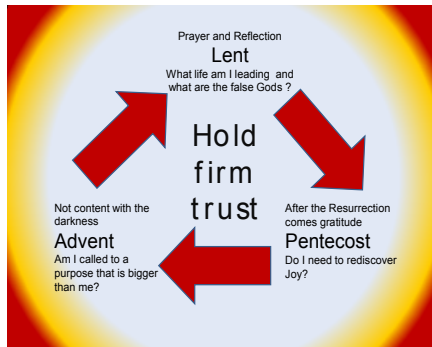 Prayer and Reflection
Lent
What life am I leading and
what are the false Gods ?
Hold
firm
trust
After the Resurrection
comes gratitude
Pentecost
Do I need to rediscover
Joy?
Not content with the
darkness
Advent
Am I called to a
purpose that is bigger
than me?